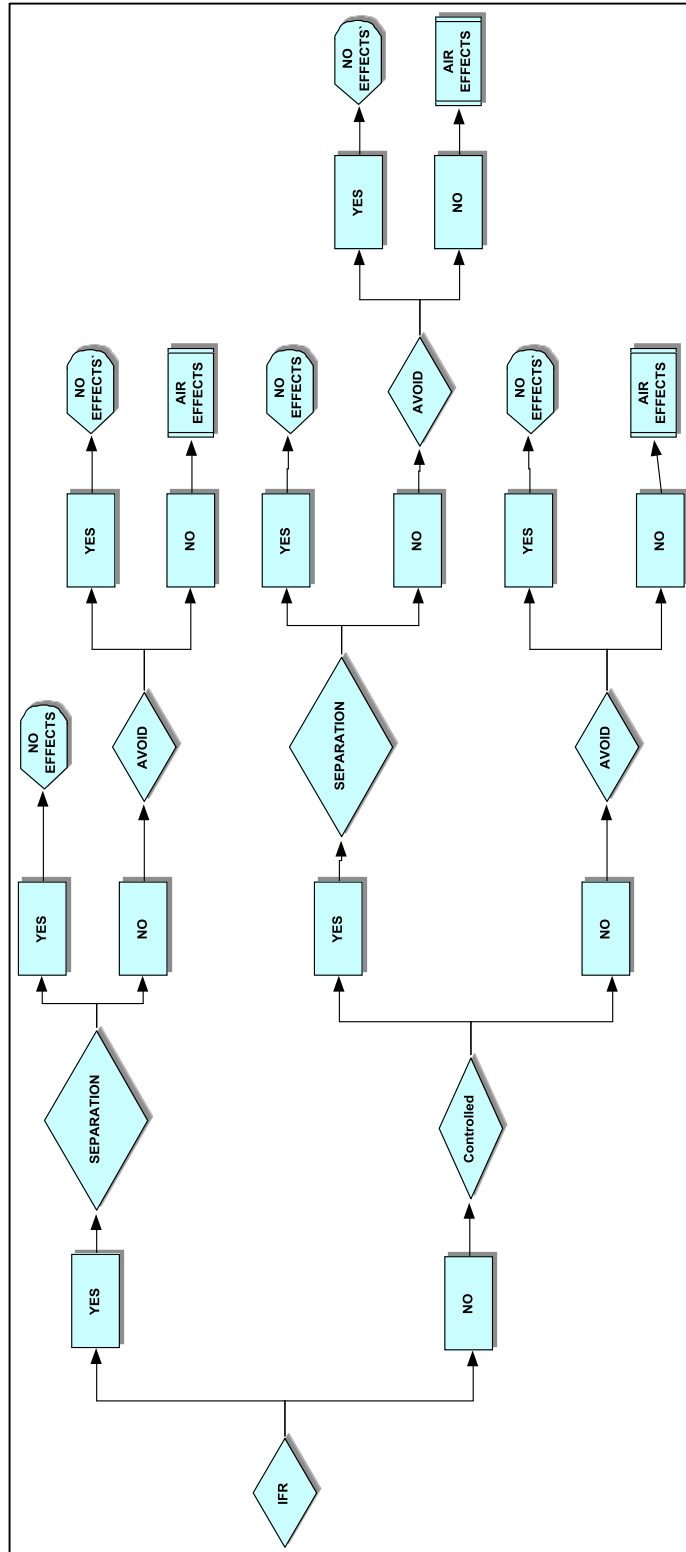 NO
EFFECTS`
AIR
EFFECTS
YES
NO
NO
EFFECTS`
AIR
EFFECTS
NO
EFFECTS
AVOID
NO
EFFECTS`
AIR
EFFECTS
YES
NO
YES
NO
YES
NO
NO
EFFECTS
AVOID
SEPARATION
AVOID
YES
NO
YES
NO
SEPARATION
Controlled
YES
NO
IFR